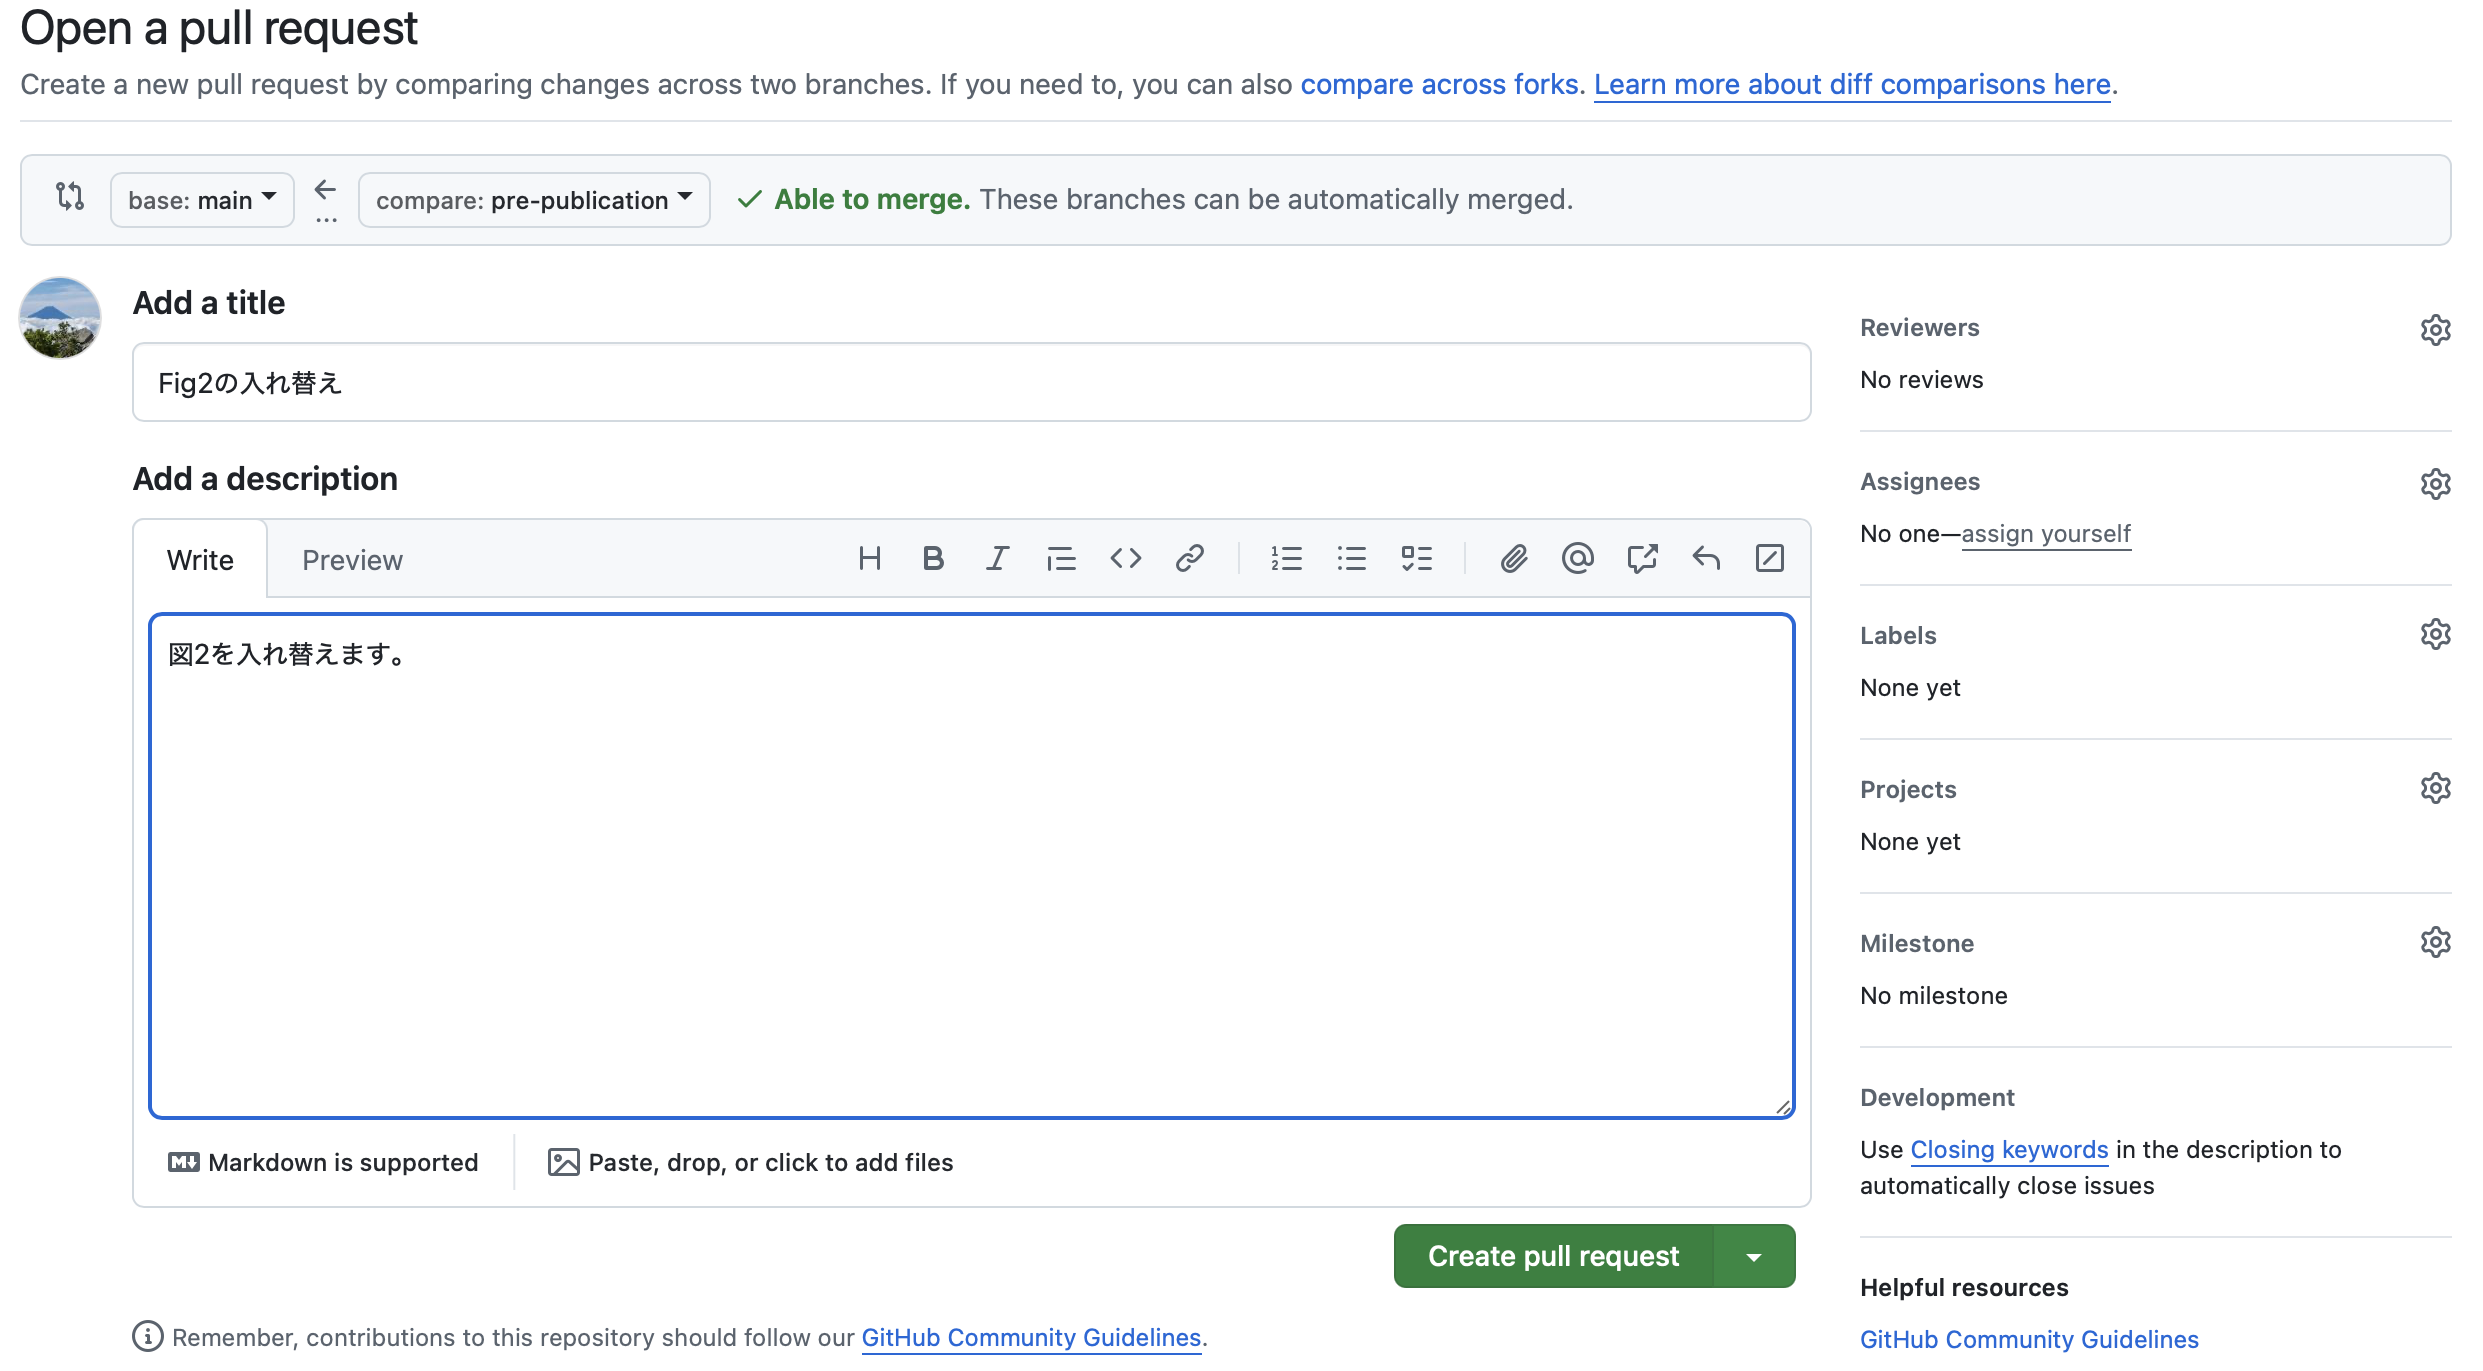 Open a pull request
Create a new pull request by comparing changes across two branches. If you need to, you can also compare across forks. Learn more about diff comparisons here.
base: main
...
compare: pre-publication
Able to merge. These branches can be automatically merged.
Add a title
Fig2の入れ替え
Add a description
Write
Preview
図2を入れ替えます。
Markdown is supported
Paste, drop, or click to add files
Create pull request
Remember, contributions to this repository should follow our GitHub Community Guidelines.
Reviewers
No reviews
Assignees
No one—assign yourself
Labels
None yet
Projects
None yet
Milestone
No milestone
Development
Use Closing keywords in the description to
automatically close issues
Helpful resources
GitHub Community Guidelines